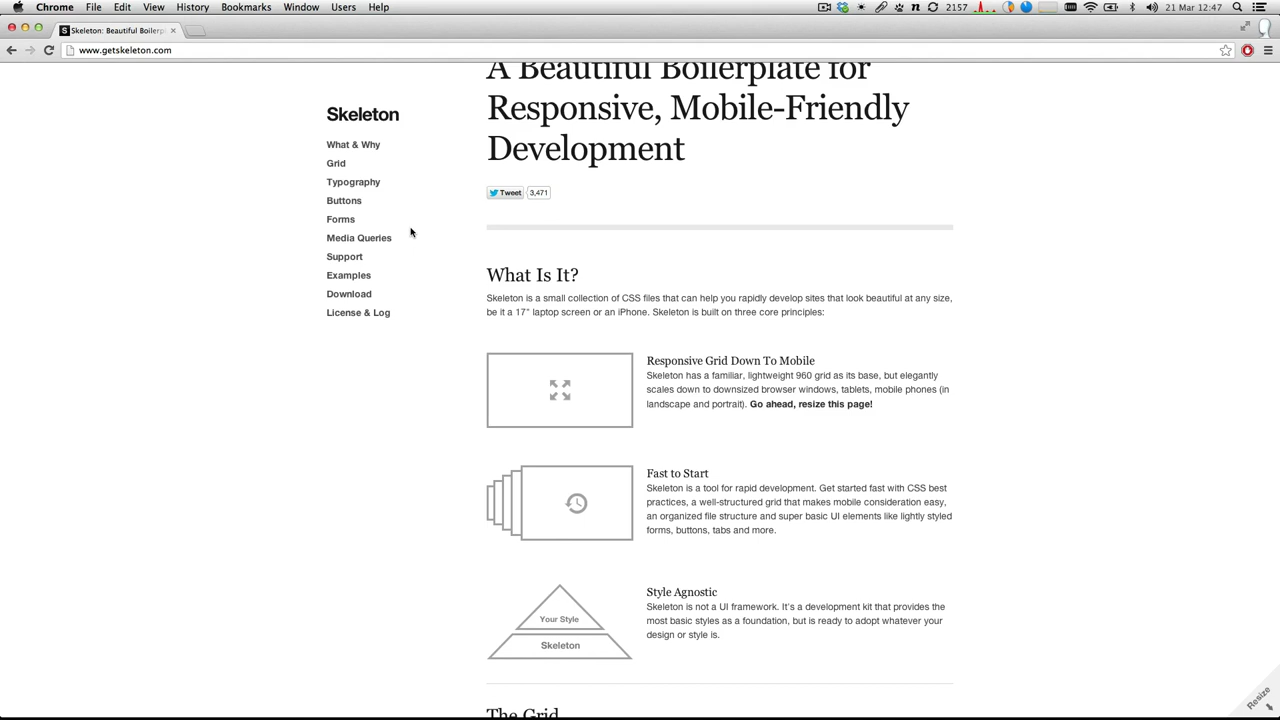 Chrome File Edit View History Bookmarks Window Users Help 2157 21 Mar 12:47
Skeleton: Beautiful Boilerp
www.getskeleton.com
A Beautiful Boilerplate for
Responsive, Mobile-Friendly
Development
Skeleton
What & Why
Grid
Typography
Buttons
Forms
Media Queries
Support
Examples
Download
License & Log
Tweet 3,471
What Is It?
Skeleton is a small collection of CSS files that can help you rapidly develop sites that look beautiful at any size,
be it a 17" laptop screen or an iPhone. Skeleton is built on three core principles:
Responsive Grid Down To Mobile
Skeleton has a familiar, lightweight 960 grid as its base, but elegantly
scales down to downsized browser windows, tablets, mobile phones (in
landscape and portrait). Go ahead, resize this page!
Fast to Start
Skeleton is a tool for rapid development. Get started fast with CSS best
practices, a well-structured grid that makes mobile consideration easy,
an organized file structure and super basic UI elements like lightly styled
forms, buttons, tabs and more.
Your Style
Skeleton
Style Agnostic
Skeleton is not a UI framework. It's a development kit that provides the
most basic styles as a foundation, but is ready to adopt whatever your
design or style is.
The Grid
Resize